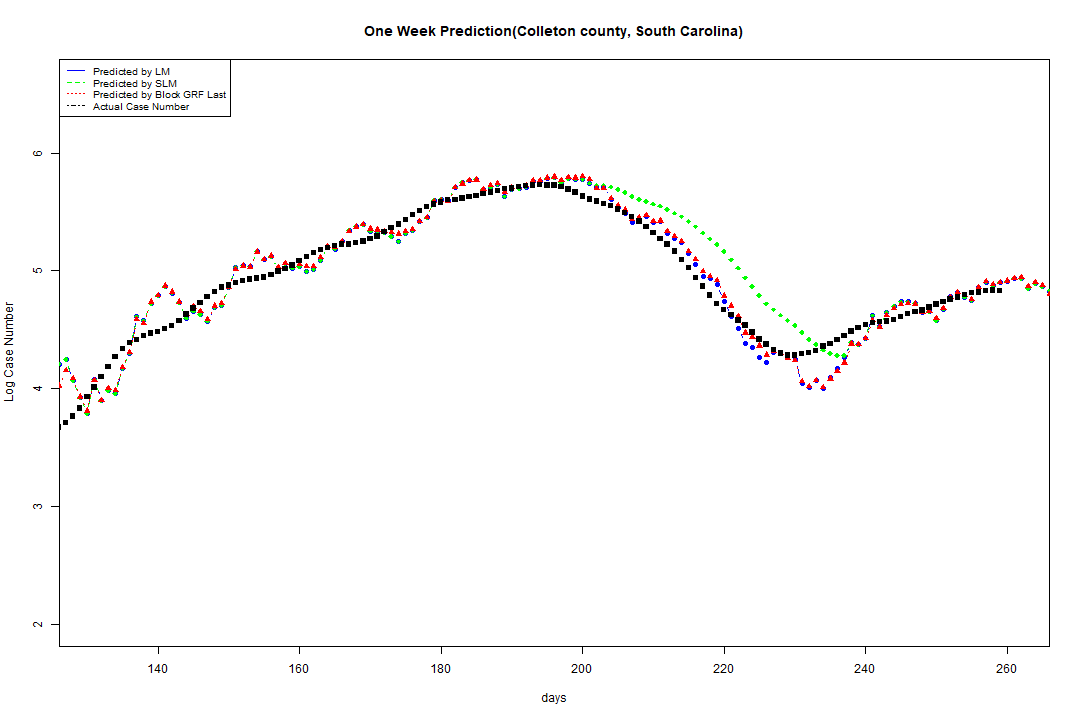 One Week Prediction(Colleton county, South Carolina)
Predicted by LM
Predicted by SLM
Predicted by Block GRF Last
Actual Case Number
6
5
4
3
2
Log Case Number
140 160 180 200 220 240 260
days